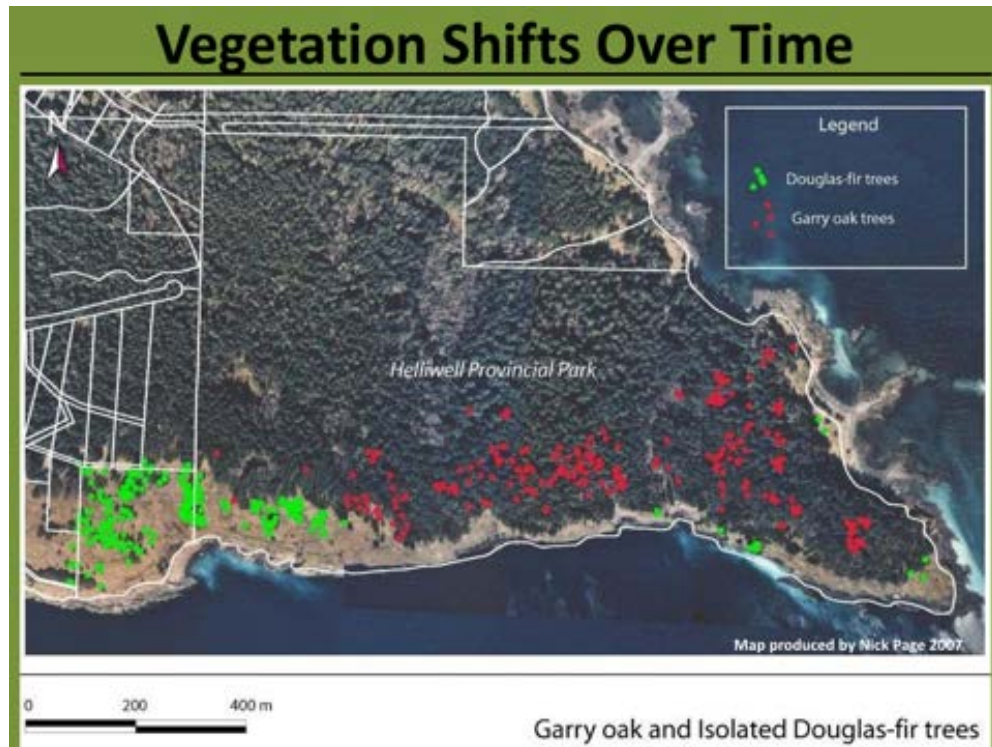 Vegetation Shifts Over Time
N
Legend
Douglas-fir trees
Garry oak trees
Helliwell Provincial Park
Map produced by Nick Page 2007
0 200 400 m
Garry oak and Isolated Douglas-fir trees